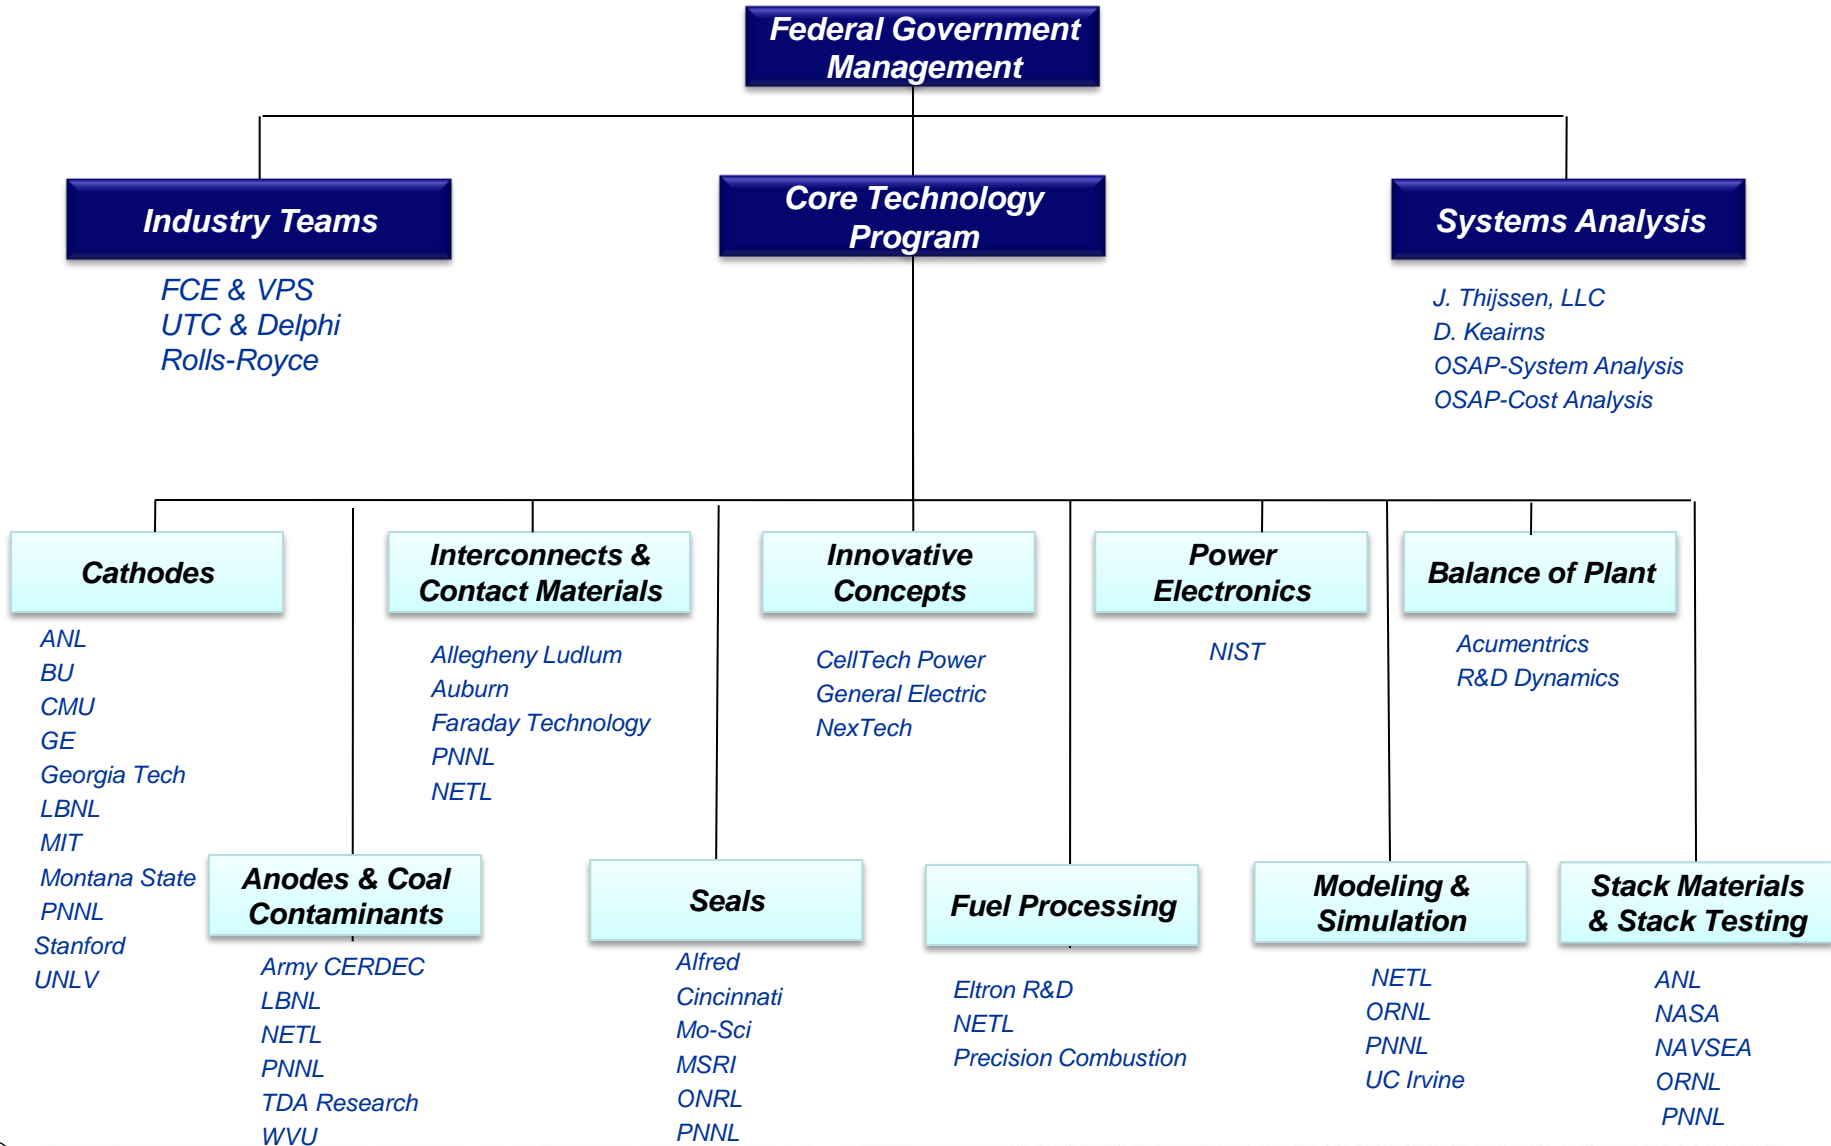 Federal Government
Management
Industry Teams
FCE & VPS
UTC & Delphi
Rolls-Royce
Core Technology
Program
Systems Analysis
J. Thijssen, LLC
D. Keairns
OSAP-System Analysis
OSAP-Cost Analysis
Cathodes
ANL
BU
CMU
GE
Georgia Tech
LBNL
MIT
Montana State
PNNL
Stanford
UNLV
Interconnects &
Contact Materials
Allegheny Ludlum
Auburn
Faraday Technology
PNNL
NETL
Innovative
Concepts
CellTech Power
General Electric
NexTech
Power
Electronics
NIST
Balance of Plant
Acumentrics
R&D Dynamics
Anodes & Coal
Contaminants
Army CERDEC
LBNL
NETL
PNNL
TDA Research
WVU
Seals
Alfred
Cincinnati
Mo-Sci
MSRI
ONRL
PNNL
Fuel Processing
Eltron R&D
NETL
Precision Combustion
Modeling &
Simulation
NETL
ORNL
PNNL
UC Irvine
Stack Materials
& Stack Testing
ANL
NASA
NAVSEA
ORNL
PNNL